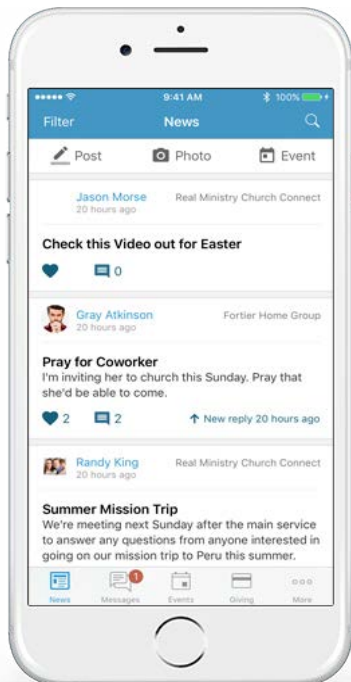 9:41 AM 100%
Filter News
Post Photo Event
Jason Morse Real Ministry Church Connect
20 hours ago
Check this Video out for Easter
0
Gray Atkinson Fortier Home Group
20 hours ago
Pray for Coworker
I'm inviting her to church this Sunday. Pray that
she'd be able to come.
2 2 New reply 20 hours ago
Randy King Real Ministry Church Connect
20 hours ago
Summer Mission Trip
We're meeting next Sunday after the main service
to answer any questions from anyone interested in
going on our mission trip to Peru this summer.
1
News Messages Events Giving More